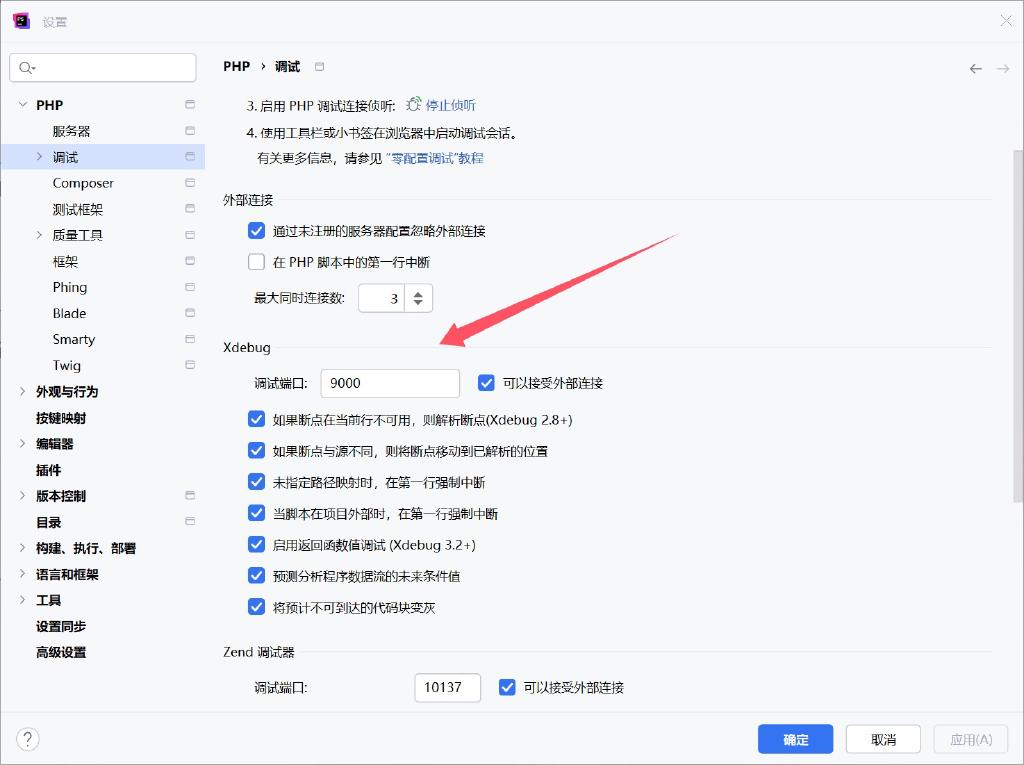 设置
PHP › 调试
PHP
服务器
调试
Composer
测试框架
质量工具
框架
Phing
Blade
Smarty
Twig
外观与行为
按键映射
编辑器
插件
版本控制
目录
构建、执行、部署
语言和框架
工具
设置同步
高级设置
3. 启用 PHP 调试连接侦听: 停止侦听
4. 使用工具栏或小书签在浏览器中启动调试会话。
有关更多信息，请参见 “零配置调试”教程
外部连接
通过未注册的服务器配置忽略外部连接
在 PHP 脚本中的第一行中断
最大同时连接数: 3
Xdebug
调试端口: 9000 可以接受外部连接
如果断点在当前行不可用，则解析断点(Xdebug 2.8+)
如果断点与源不同，则将断点移动到已解析的位置
未指定路径映射时，在第一行强制中断
当脚本在项目外部时，在第一行强制中断
启用返回函数值调试 (Xdebug 3.2+)
预测分析程序数据流的未来条件值
将预计不可到达的代码块变灰
Zend 调试器
调试端口: 10137 可以接受外部连接
?
确定 取消 应用(A)